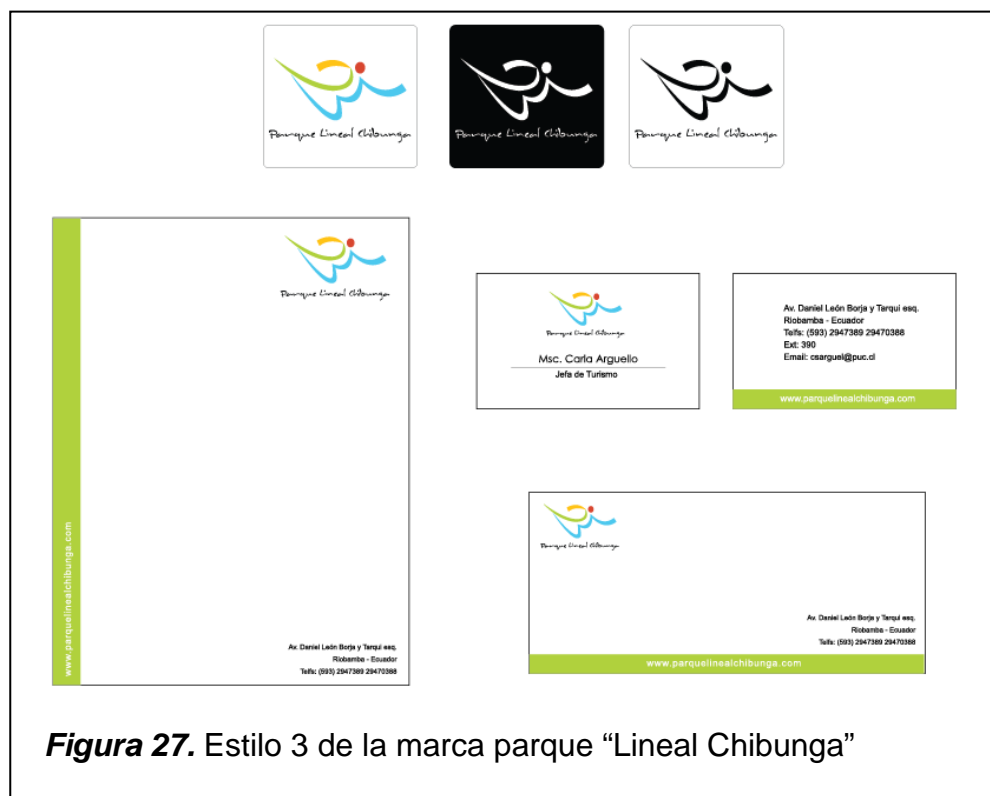 Parque Lineal Chibunga
Parque Lineal Chibunga
Parque Lineal Chibunga
Parque Lineal Chibunga
www.parquelinealchibunga.com
Av. Daniel León Borja y Tarqui esq.
Riobamba - Ecuador
Telfs: (593) 2947389 29470388
Parque Lineal Chibunga
Msc. Carla Arguello
Jefa de Turismo
Av. Daniel León Borja y Tarqui esq.
Riobamba - Ecuador
Telfs: (593) 2947389 29470388
Ext: 390
Email: csarguel@puc.cl
www.parquelinealchibunga.com
Parque Lineal Chibunga
Av. Daniel León Borja y Tarqui esq.
Riobamba - Ecuador
Telfs: (593) 2947389 29470388
www.parquelinealchibunga.com
Figura 27. Estilo 3 de la marca parque “Lineal Chibunga”